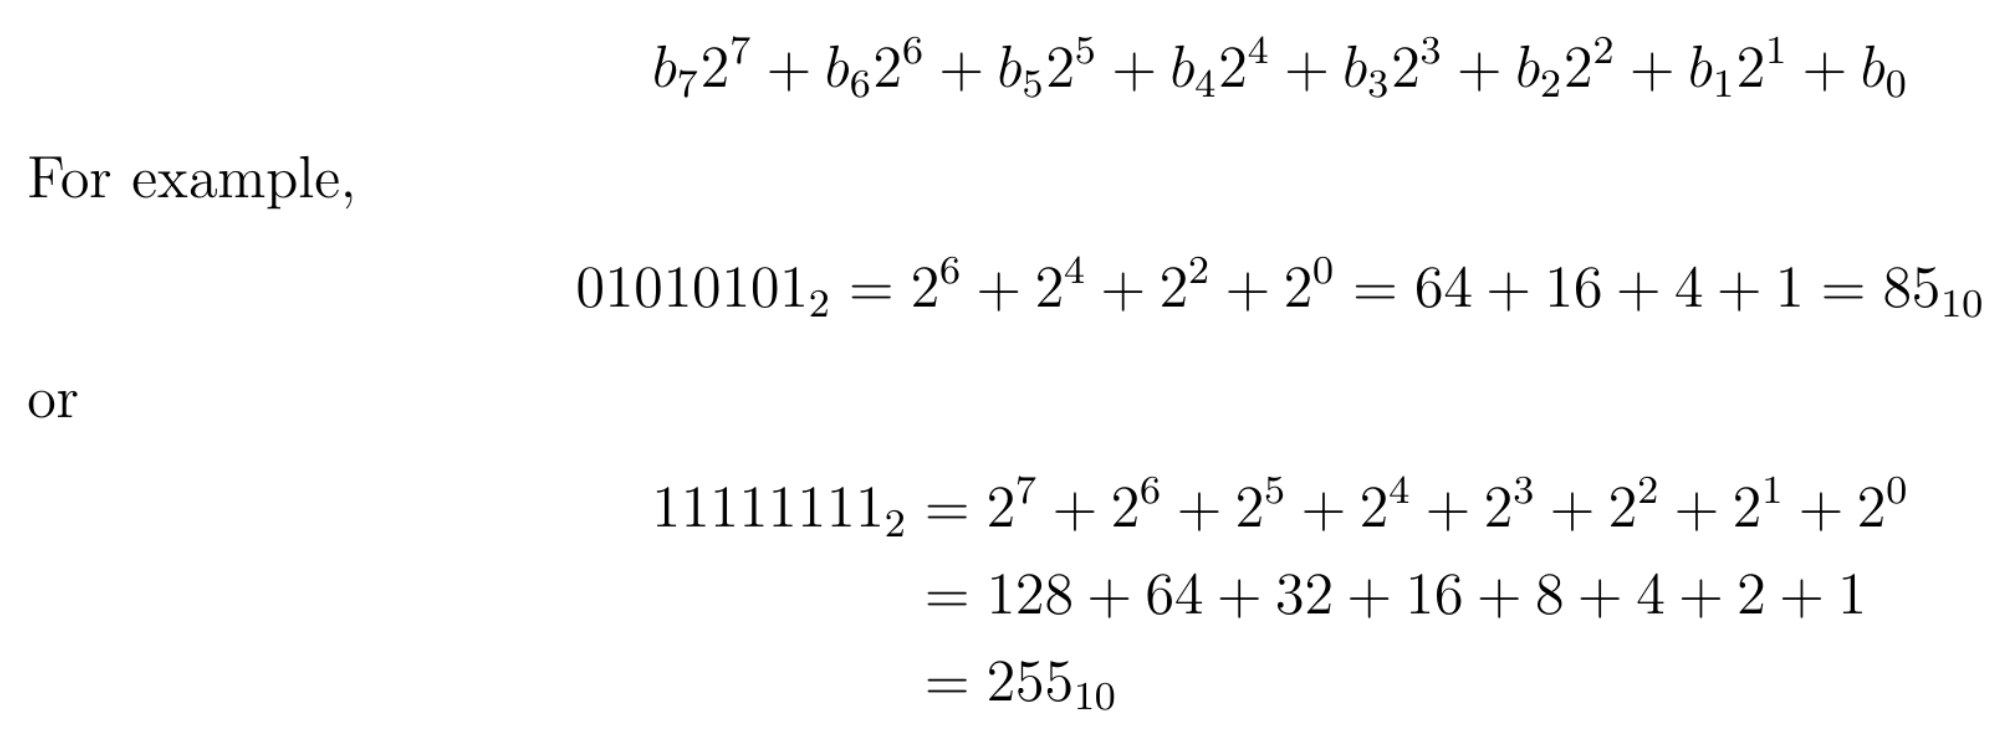 b₇2⁷ + b₆2⁶ + b₅2⁵ + b₄2⁴ + b₃2³ + b₂2² + b₁2¹ + b₀
For example,
01010101₂ = 2⁶ + 2⁴ + 2² + 2⁰ = 64 + 16 + 4 + 1 = 85₁₀
or
11111111₂ = 2⁷ + 2⁶ + 2⁵ + 2⁴ + 2³ + 2² + 2¹ + 2⁰
= 128 + 64 + 32 + 16 + 8 + 4 + 2 + 1
= 255₁₀